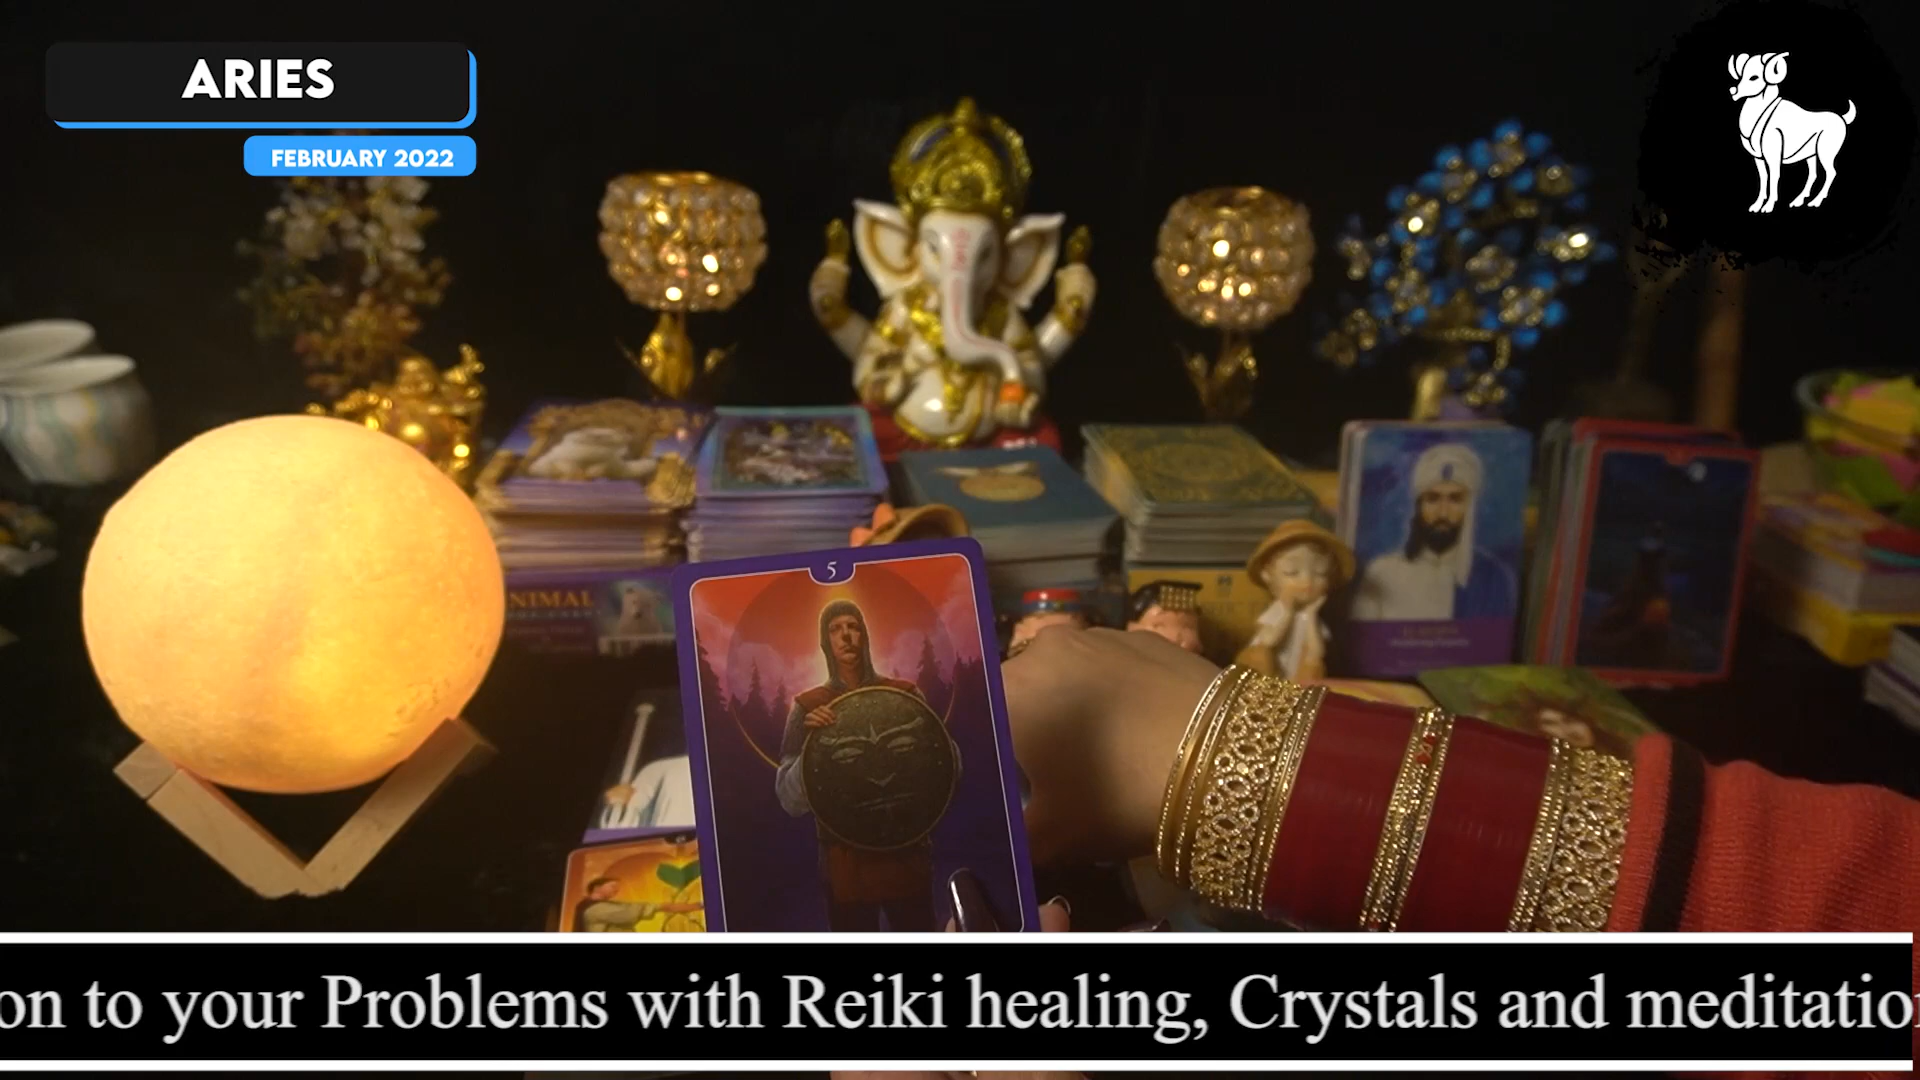 ARIES
FEBRUARY 2022
5
NIMAL
on to your Problems with Reiki healing, Crystals and meditatio